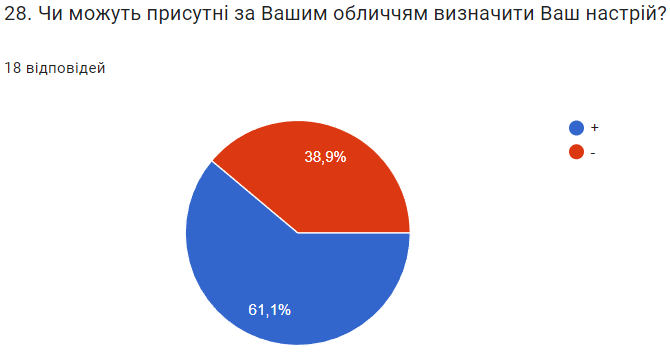 28. Чи можуть присутні за Вашим обличчям визначити Ваш настрій?
18 відповідей
38,9%
61,1%
+
-